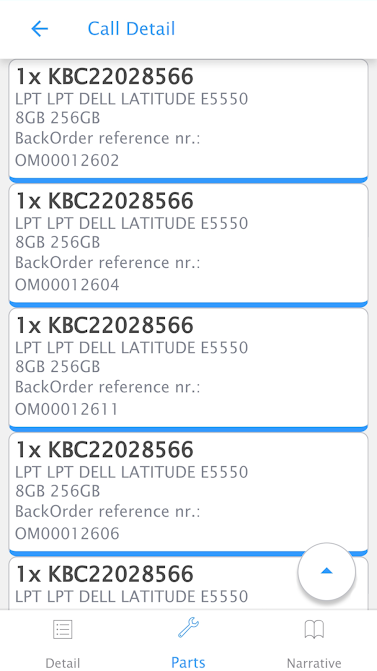 Call Detail
1x KBC22028566
LPT LPT DELL LATITUDE E5550
8GB 256GB
BackOrder reference nr.:
OM00012602
1x KBC22028566
LPT LPT DELL LATITUDE E5550
8GB 256GB
BackOrder reference nr.:
OM00012604
1x KBC22028566
LPT LPT DELL LATITUDE E5550
8GB 256GB
BackOrder reference nr.:
OM00012611
1x KBC22028566
LPT LPT DELL LATITUDE E5550
8GB 256GB
BackOrder reference nr.:
OM00012606
1x KBC22028566
LPT LPT DELL LATITUDE E5550
Detail
Parts
Narrative